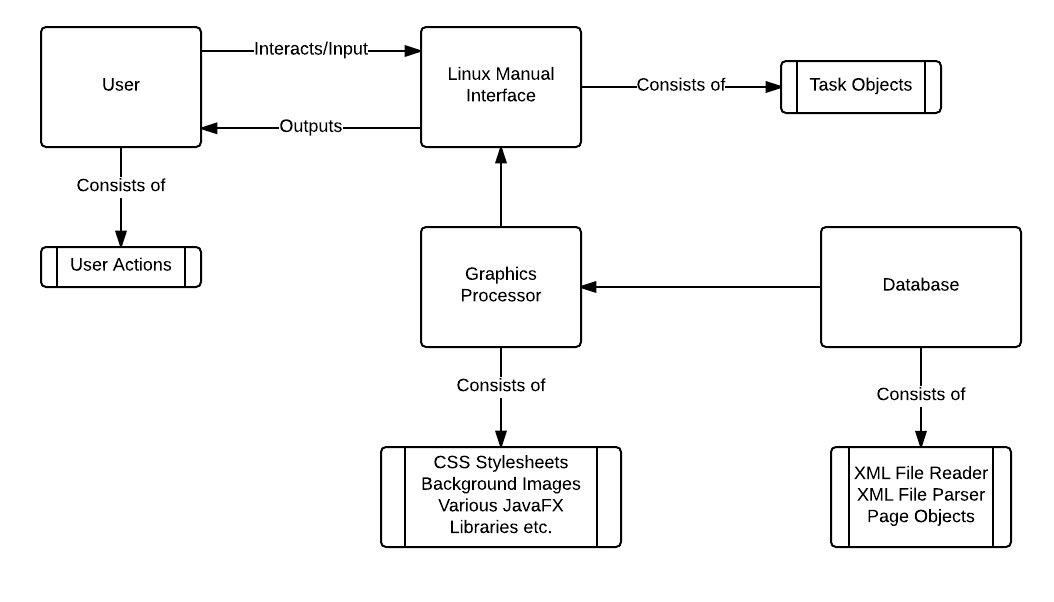 User
Interacts/Input
Linux Manual
Interface
Consists of
Task Objects
Outputs
Consists of
User Actions
Graphics
Processor
Database
Consists of
Consists of
CSS Stylesheets
Background Images
Various JavaFX
Libraries etc.
XML File Reader
XML File Parser
Page Objects